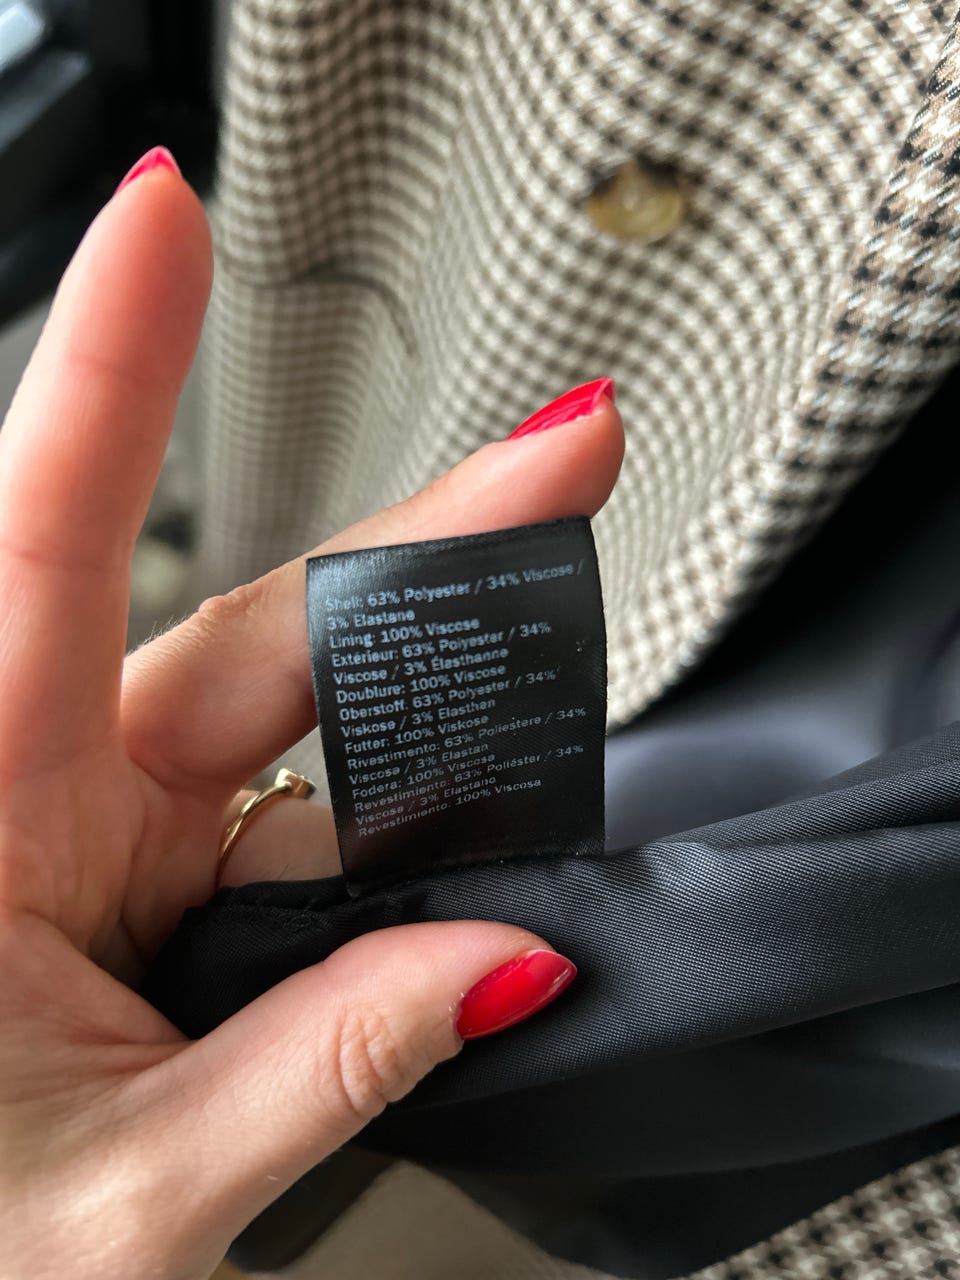 Shell: 63% Polyester / 34% Viscose /
3% Elastane
Lining: 100% Viscose
Extérieur: 63% Polyester / 34%
Viscose / 3% Élasthanne
Doublure: 100% Viscose
Oberstoff: 63% Polyester / 34%
Viskose / 3% Elasthan
Futter: 100% Viskose
Rivestimento: 63% Poliestere / 34%
Viscosa / 3% Elastan
Fodera: 100% Viscosa
Revestimiento: 63% Poliéster / 34%
Viscosa / 3% Elastano
Revestimiento: 100% Viscosa